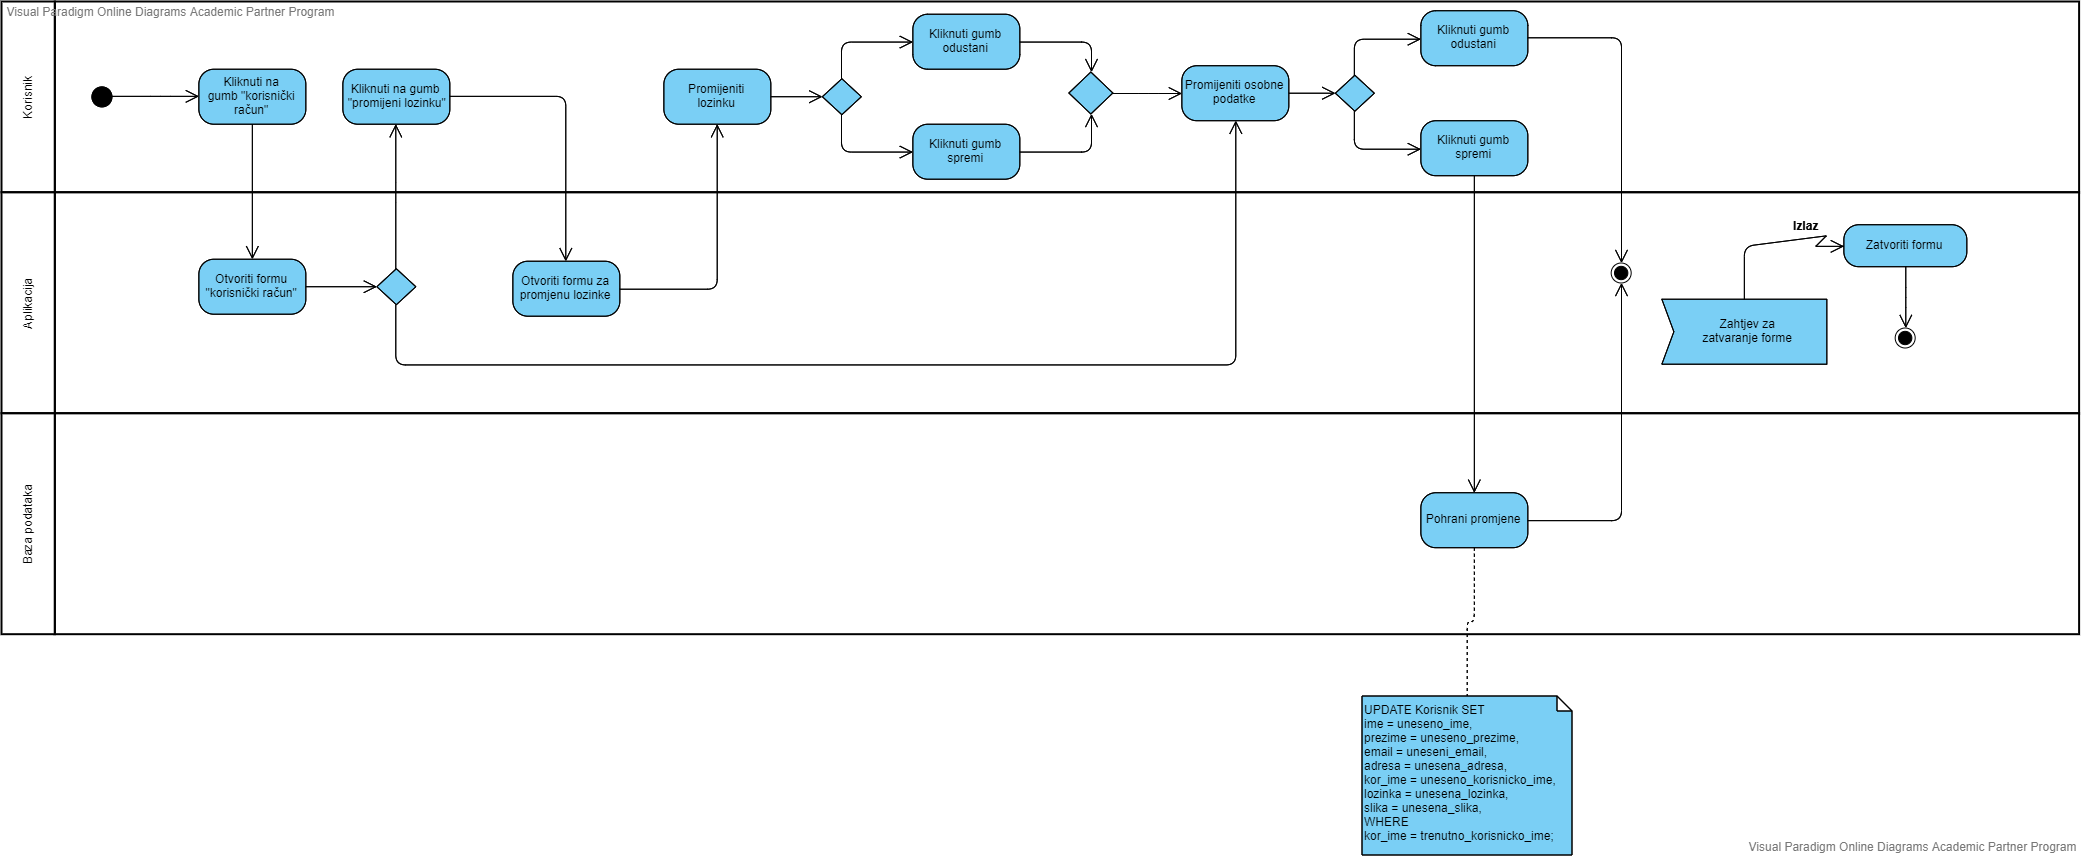 Visual Paradigm Online Diagrams Academic Partner Program
Korisnik
Kliknuti na
gumb "korisnički
račun"
Kliknuti na gumb
"promijeni lozinku"
Promijeniti
lozinku
Kliknuti gumb
odustani
Kliknuti gumb
spremi
Promijeniti osobne
podatke
Kliknuti gumb
odustani
Kliknuti gumb
spremi
Aplikacija
Otvoriti formu
"korisnički račun"
Otvoriti formu za
promjenu lozinke
Izlaz
Zatvoriti formu
Zahtjev za
zatvaranje forme
Baza podataka
Pohrani promjene
UPDATE Korisnik SET
ime = uneseno_ime,
prezime = uneseno_prezime,
email = uneseni_email,
adresa = unesena_adresa,
kor_ime = uneseno_korisnicko_ime,
lozinka = unesena_lozinka,
slika = unesena_slika,
WHERE
kor_ime = trenutno_korisnicko_ime;
Visual Paradigm Online Diagrams Academic Partner Program